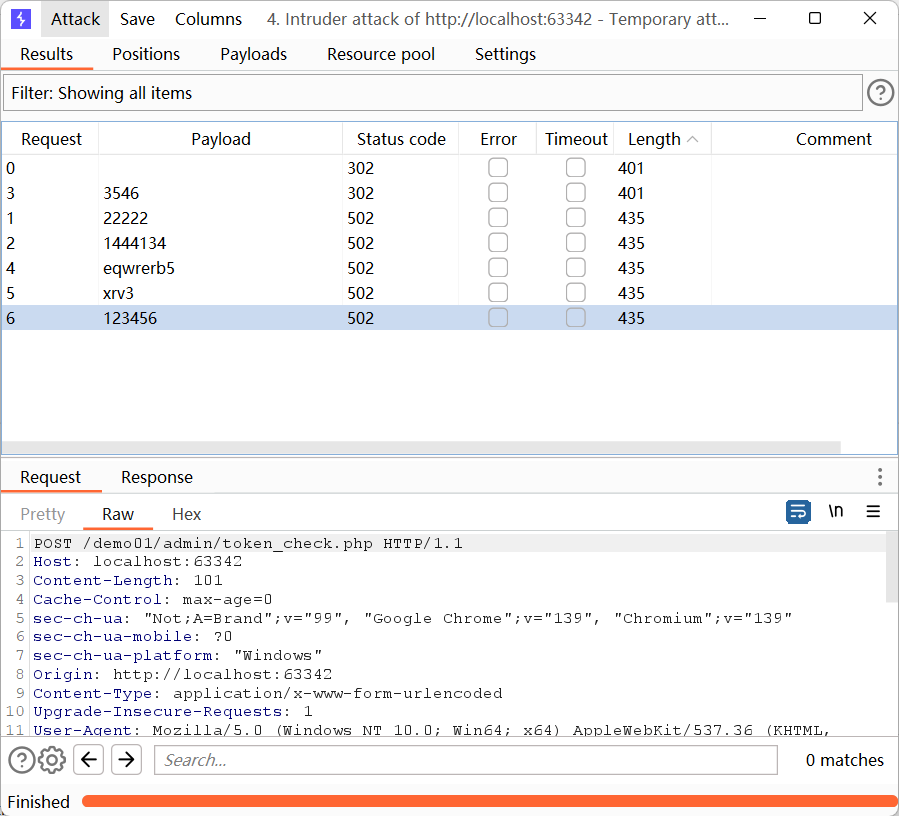 Attack Save Columns 4. Intruder attack of http://localhost:63342 - Temporary att...
Results Positions Payloads Resource pool Settings
Filter: Showing all items ?
Request Payload Status code Error Timeout Length Comment
0 302 401
3 3546 302 401
1 22222 502 435
2 1444134 502 435
4 eqwrerb5 502 435
5 xrv3 502 435
6 123456 502 435
Request Response
Pretty Raw Hex \n
1 POST /demo01/admin/token_check.php HTTP/1.1
2 Host: localhost:63342
3 Content-Length: 101
4 Cache-Control: max-age=0
5 sec-ch-ua: "Not;A=Brand";v="99", "Google Chrome";v="139", "Chromium";v="139"
6 sec-ch-ua-mobile: ?0
7 sec-ch-ua-platform: "Windows"
8 Origin: http://localhost:63342
9 Content-Type: application/x-www-form-urlencoded
10 Upgrade-Insecure-Requests: 1
11 User-Agent: Mozilla/5.0 (Windows NT 10.0; Win64; x64) AppleWebKit/537.36 (KHTML,
? Search... 0 matches
Finished